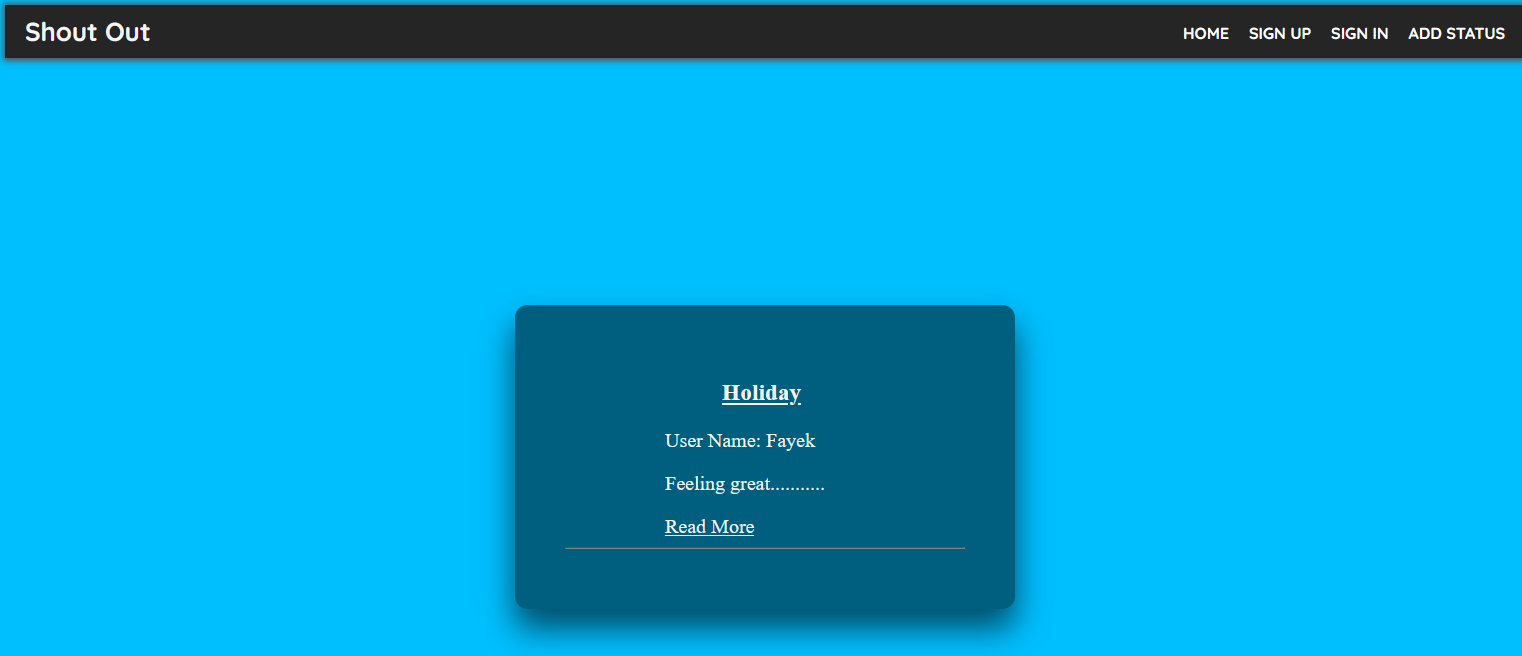 Shout Out
HOME SIGN UP SIGN IN ADD STATUS
Holiday
User Name: Fayek
Feeling great...........
Read More